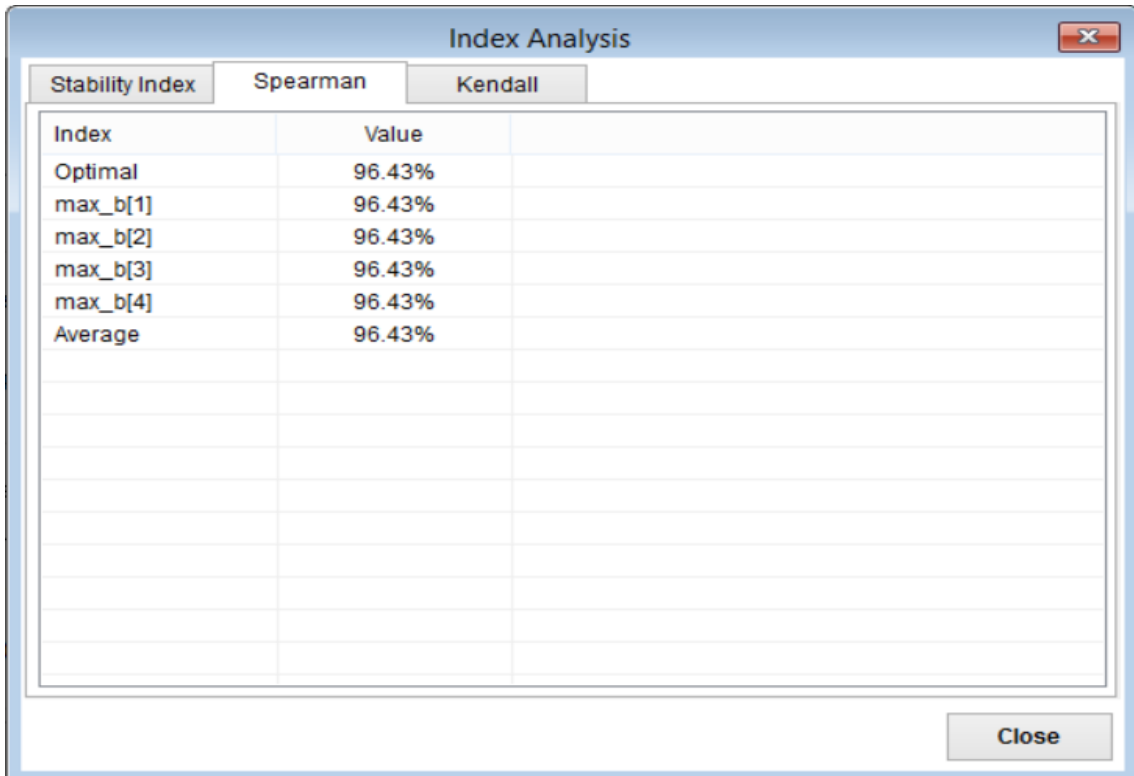 Index Analysis
Stability Index Spearman Kendall
Index Value
Optimal 96.43%
max_b[1] 96.43%
max_b[2] 96.43%
max_b[3] 96.43%
max_b[4] 96.43%
Average 96.43%
Close